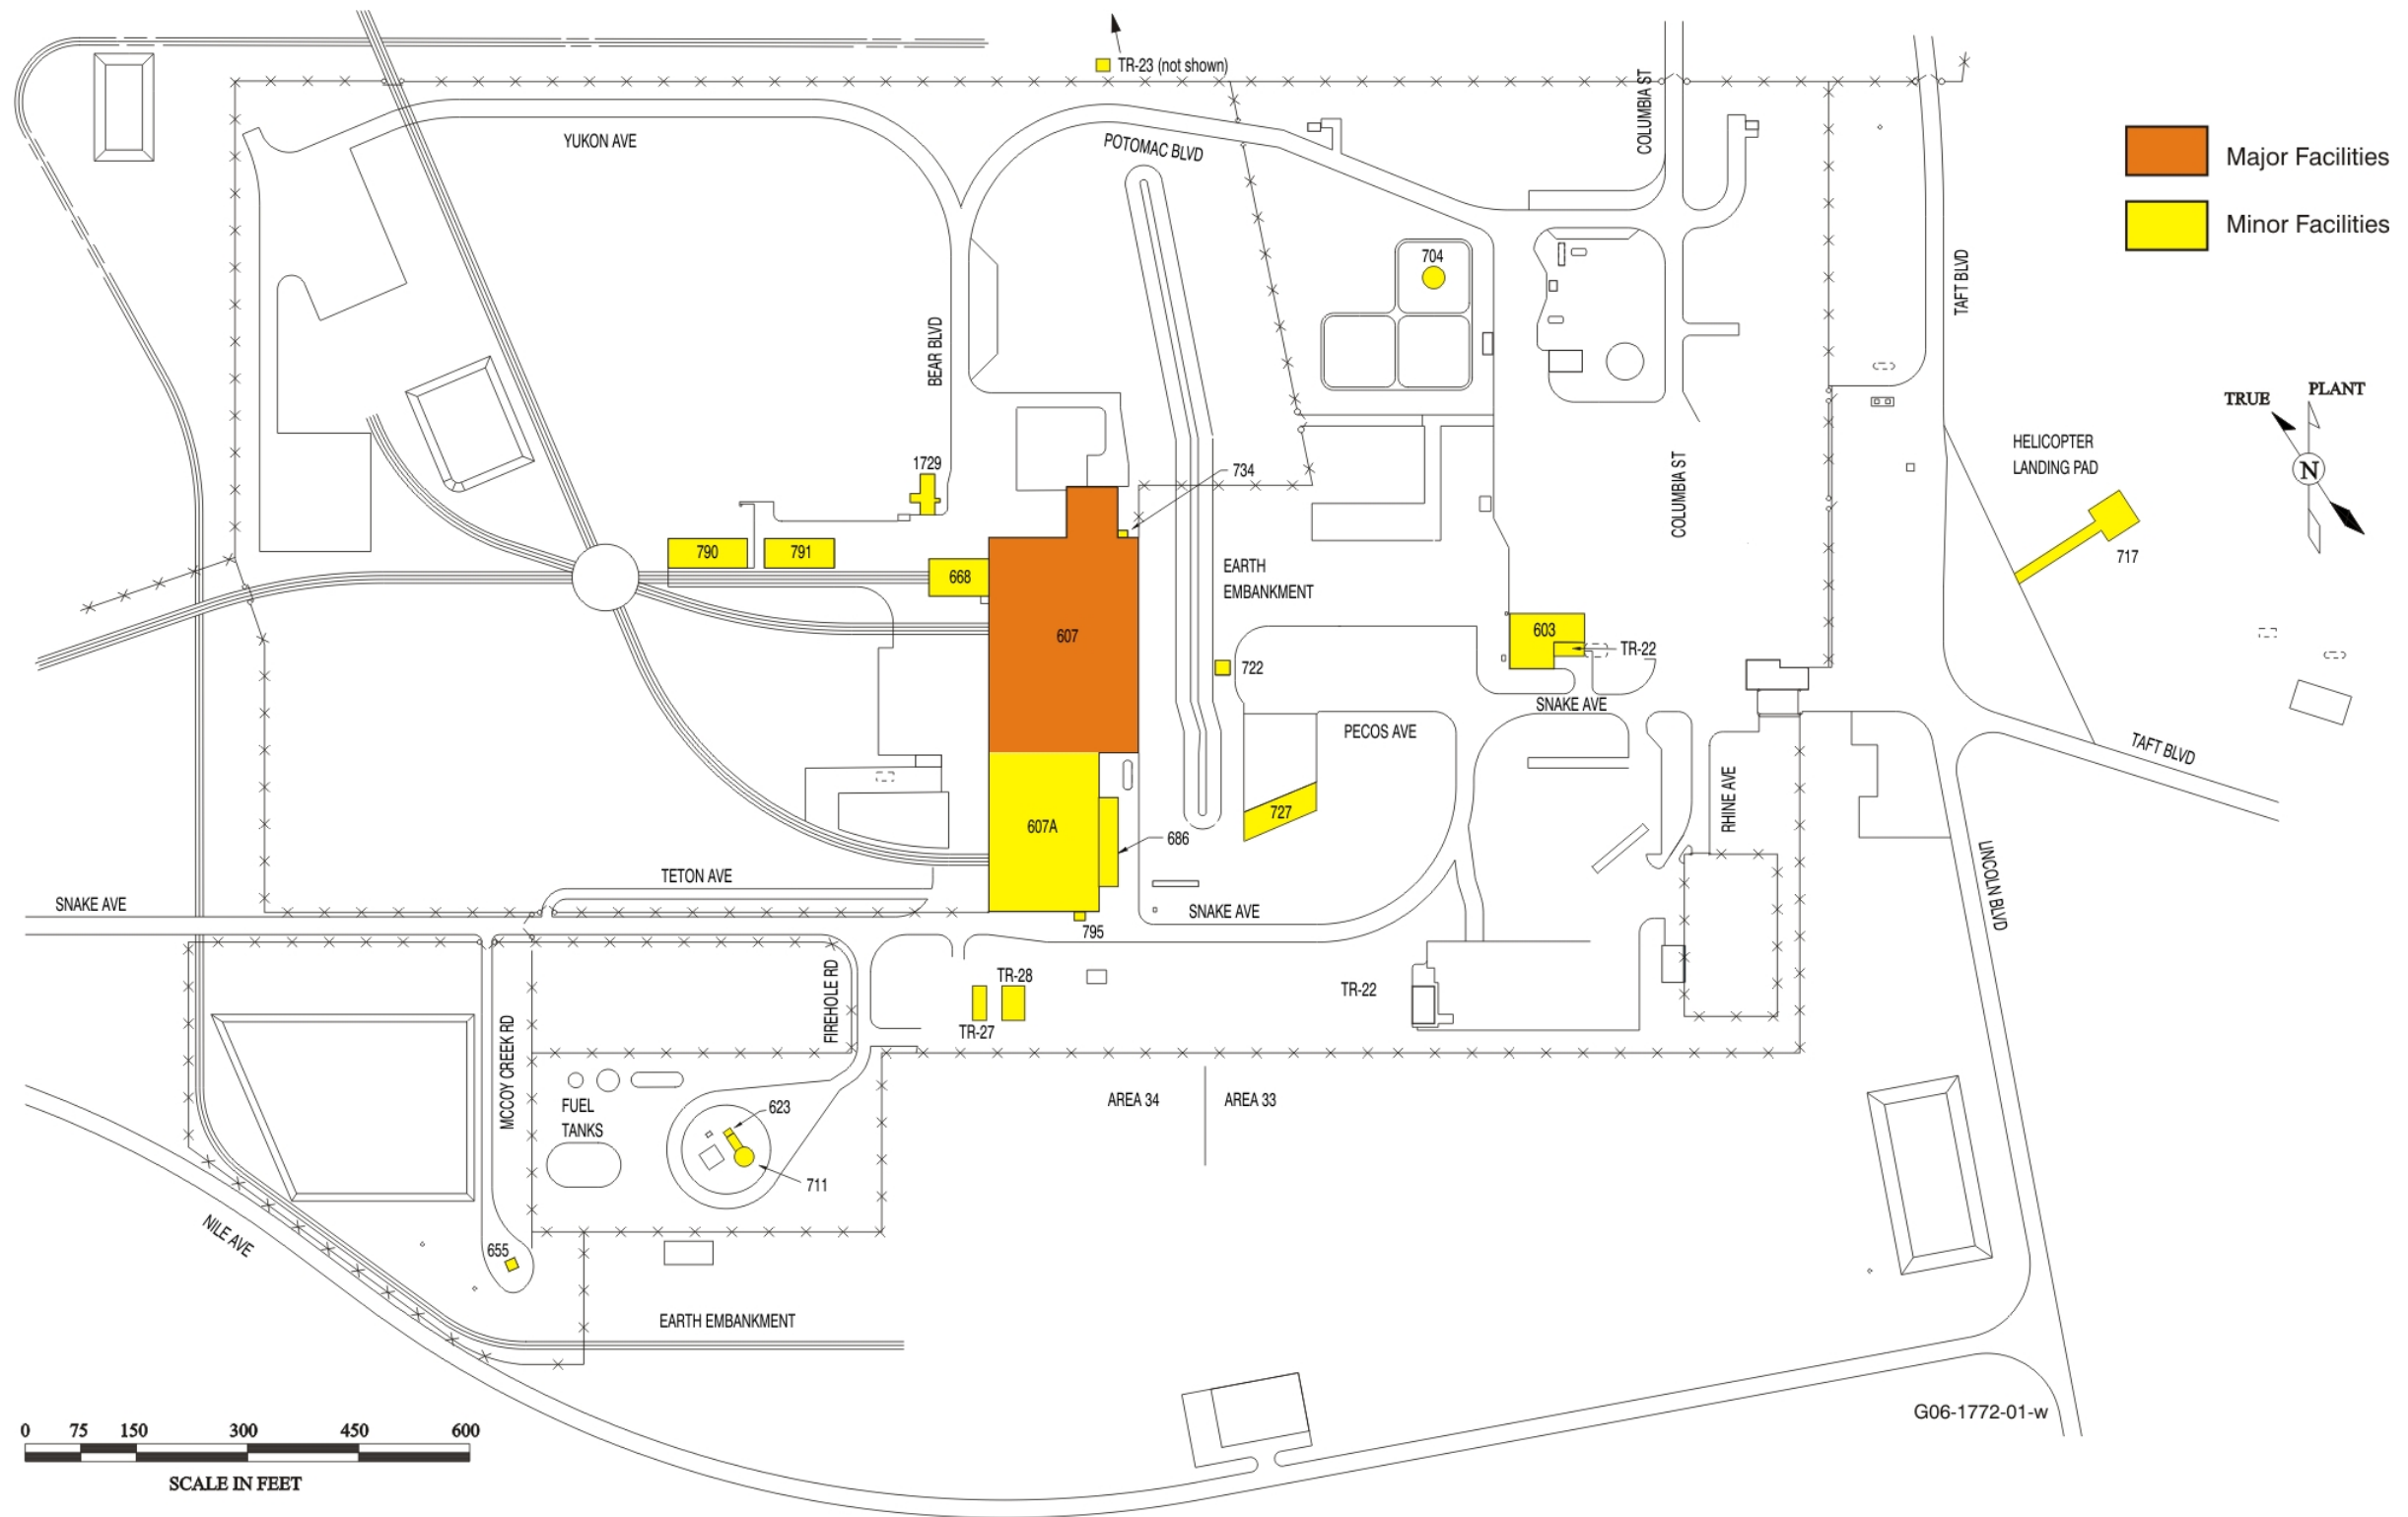 TR-23 (not shown)
COLUMBIA ST
YUKON AVE
POTOMAC BLVD
Major Facilities
Minor Facilities
704
TAFT BLVD
BEAR BLVD
TRUE
PLANT
N
HELICOPTER
LANDING PAD
1729
734
COLUMBIA ST
790
791
668
EARTH
EMBANKMENT
717
607
603
TR-22
722
SNAKE AVE
PECOS AVE
TAFT BLVD
RHINE AVE
727
607A
686
LINCOLN BLVD
TETON AVE
SNAKE AVE
SNAKE AVE
795
TR-28
TR-27
TR-22
FIREHOLE RD
MCCOY CREEK RD
FUEL
TANKS
623
711
AREA 34
AREA 33
NILE AVE
655
EARTH EMBANKMENT
G06-1772-01-w
0 75 150 300 450 600
SCALE IN FEET